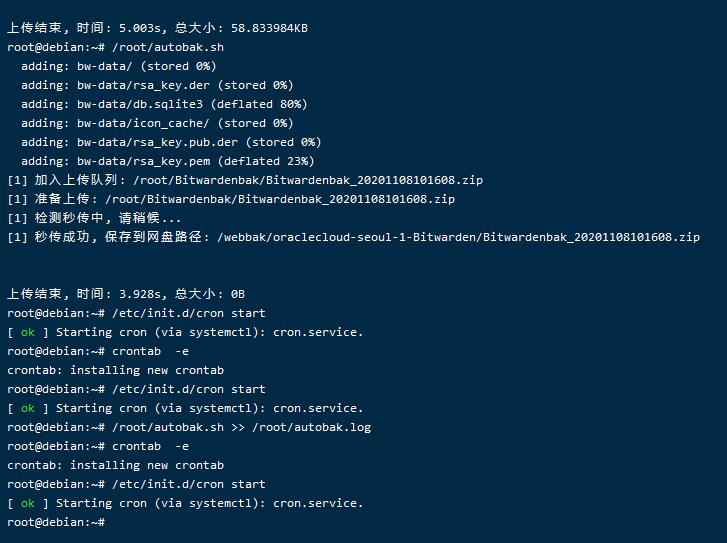 上传结束, 时间: 5.003s, 总大小: 58.833984KB
root@debian:~# /root/autobak.sh
  adding: bw-data/ (stored 0%)
  adding: bw-data/rsa_key.der (stored 0%)
  adding: bw-data/db.sqlite3 (deflated 80%)
  adding: bw-data/icon_cache/ (stored 0%)
  adding: bw-data/rsa_key.pub.der (stored 0%)
  adding: bw-data/rsa_key.pem (deflated 23%)
[1] 加入上传队列: /root/Bitwardenbak/Bitwardenbak_20201108101608.zip
[1] 准备上传: /root/Bitwardenbak/Bitwardenbak_20201108101608.zip
[1] 检测秒传中, 请稍候...
[1] 秒传成功, 保存到网盘路径: /webbak/oraclecloud-seoul-1-Bitwarden/Bitwardenbak_20201108101608.zip
上传结束, 时间: 3.928s, 总大小: 0B
root@debian:~# /etc/init.d/cron start
[ ok ] Starting cron (via systemctl): cron.service.
root@debian:~# crontab  -e
crontab: installing new crontab
root@debian:~# /etc/init.d/cron start
[ ok ] Starting cron (via systemctl): cron.service.
root@debian:~# /root/autobak.sh >> /root/autobak.log
root@debian:~# crontab  -e
crontab: installing new crontab
root@debian:~# /etc/init.d/cron start
[ ok ] Starting cron (via systemctl): cron.service.
root@debian:~#